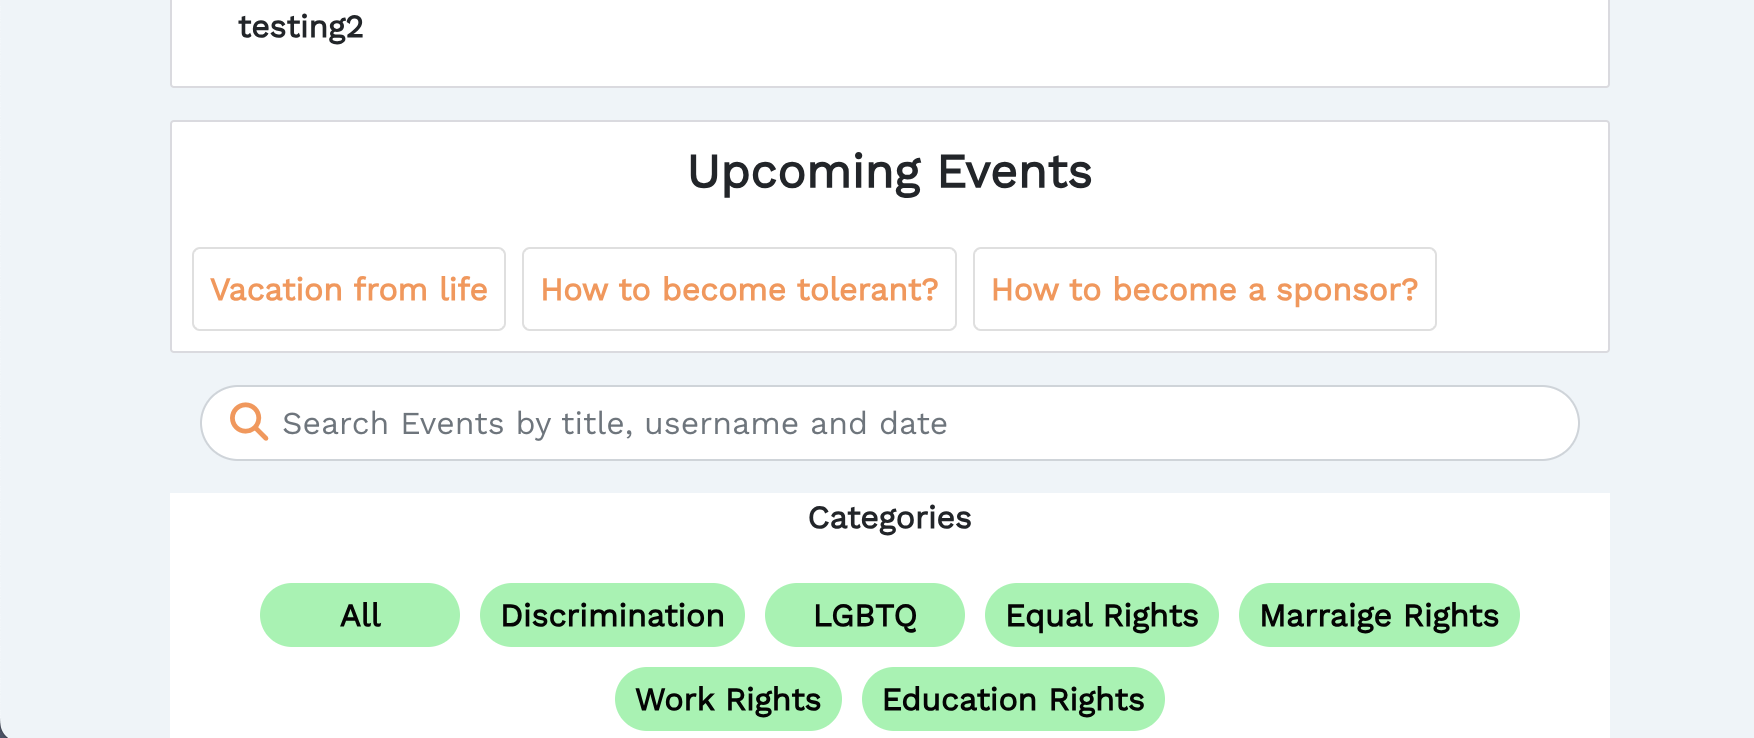 testing2
Upcoming Events
Vacation from life How to become tolerant? How to become a sponsor?
Search Events by title, username and date
Categories
All Discrimination LGBTQ Equal Rights Marraige Rights
Work Rights Education Rights